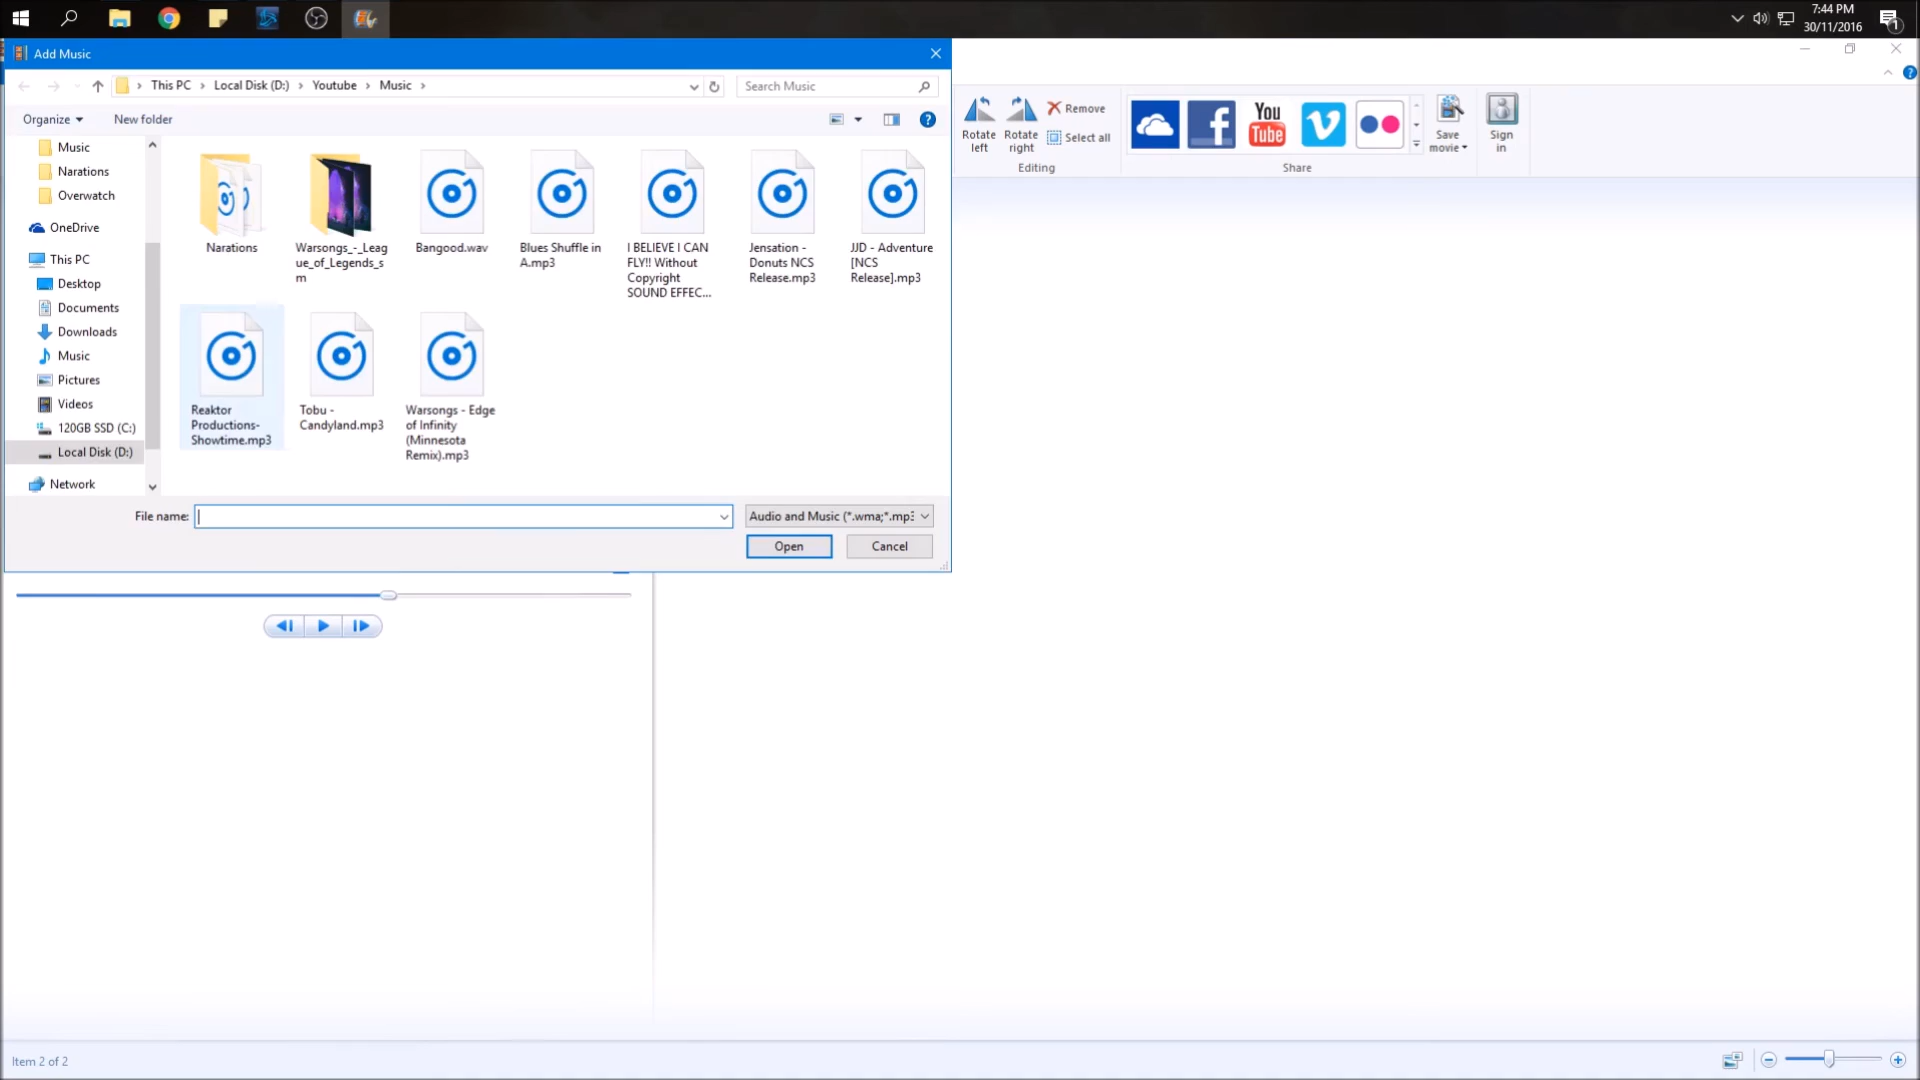 7:44 PM
30/11/2016
1
Add Music
This PC
Local Disk (D:)
Youtube
Music
Search Music
Organize
New folder
?
?
Music
Narations
Overwatch
OneDrive
This PC
Desktop
Documents
Downloads
Music
Pictures
Videos
120GB SSD (C:)
Local Disk (D:)
Network
Narations
Warsongs_-_Leag
ue_of_Legends_s
m
Bangood.wav
Blues Shuffle in
A.mp3
I BELIEVE I CAN
FLY!! Without
Copyright
SOUND EFFEC...
Jensation -
Donuts NCS
Release.mp3
JJD - Adventure
[NCS
Release].mp3
Reaktor
Productions-
Showtime.mp3
Tobu -
Candyland.mp3
Warsongs - Edge
of Infinity
(Minnesota
Remix).mp3
File name:
Audio and Music (*.wma;*.mp3
Open
Cancel
Rotate
left
Rotate
right
Remove
Select all
Editing
f
You
Tube
V
Save
movie
Sign
in
Share
Item 2 of 2